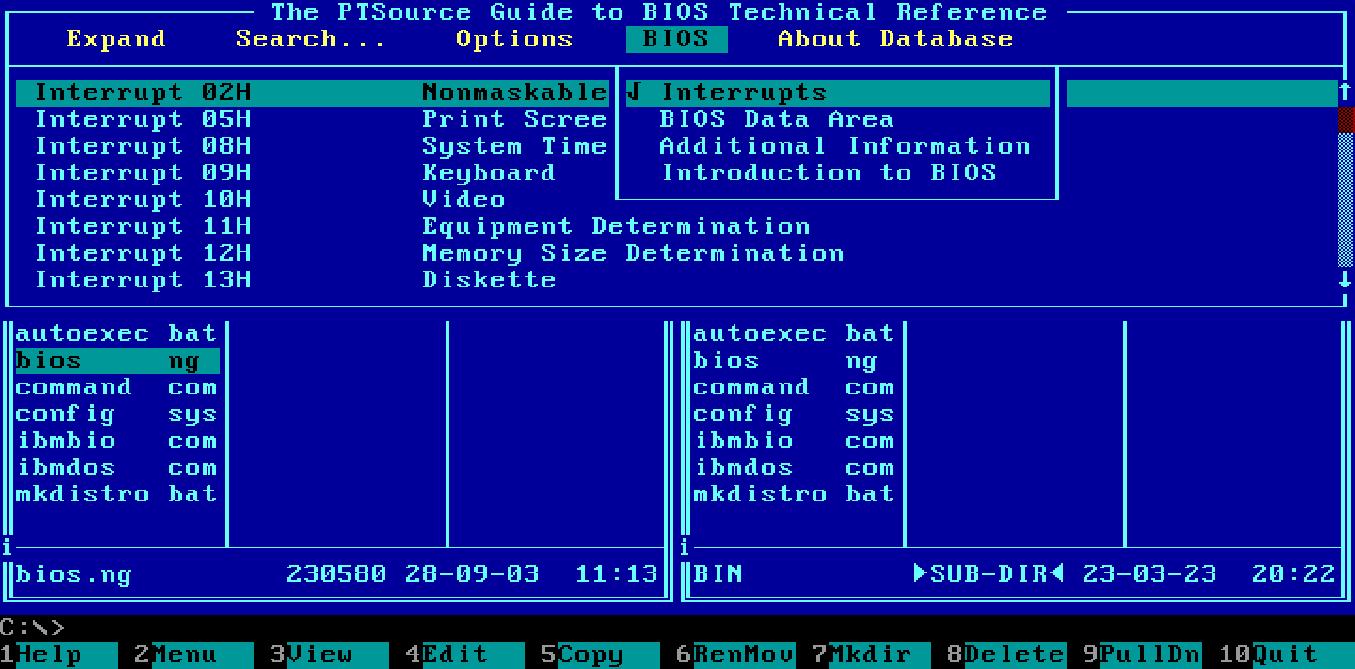 The PTSource Guide to BIOS Technical Reference
Expand Search... Options BIOS About Database
Interrupt 02H Nonmaskable √ Interrupts ↑
Interrupt 05H Print Scree BIOS Data Area
Interrupt 08H System Time Additional Information
Interrupt 09H Keyboard Introduction to BIOS
Interrupt 10H Video
Interrupt 11H Equipment Determination
Interrupt 12H Memory Size Determination
Interrupt 13H Diskette ↓
autoexec bat autoexec bat
bios ng bios ng
command com command com
config sys config sys
ibmbio com ibmbio com
ibmdos com ibmdos com
mkdistro bat mkdistro bat
i i
bios.ng 230580 28-09-03 11:13 BIN ►SUB-DIR◄ 23-03-23 20:22
C:\>
1Help 2Menu 3View 4Edit 5Copy 6RenMov 7Mkdir 8Delete 9PullDn 10Quit